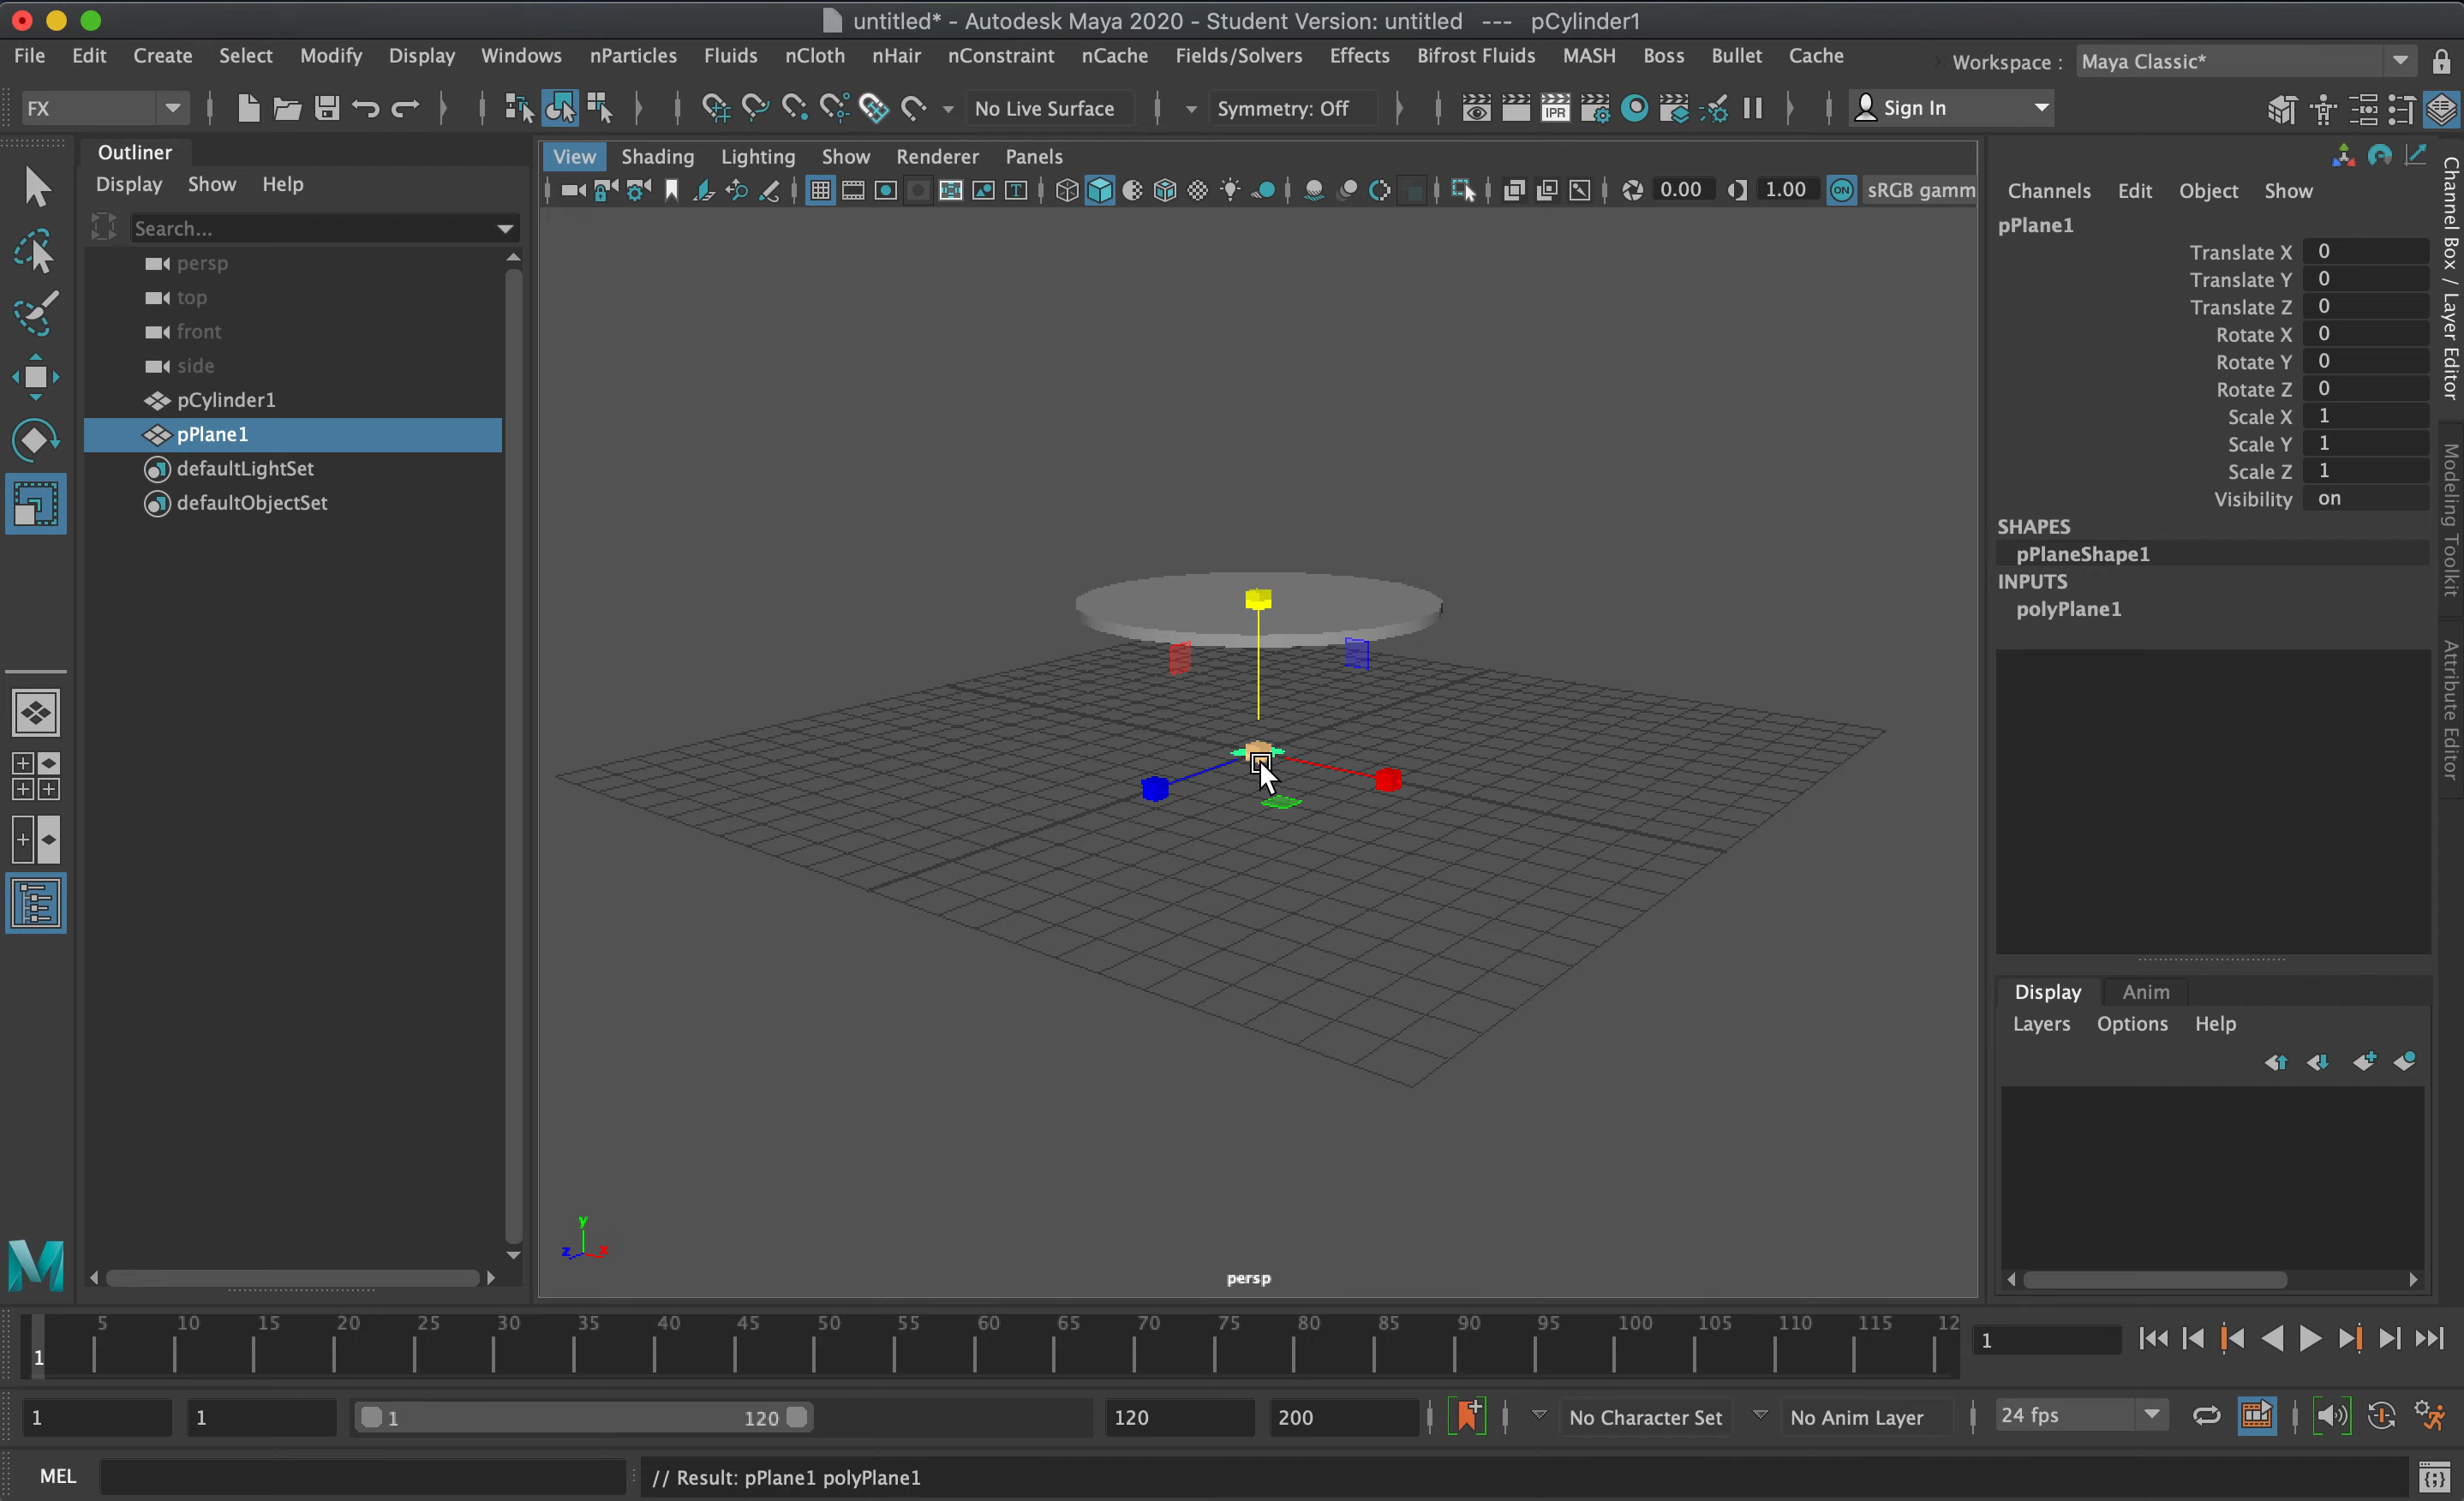 untitled* - Autodesk Maya 2020 - Student Version: untitled --- pCylinder1
File Edit Create Select Modify Display Windows nParticles Fluids nCloth nHair nConstraint nCache Fields/Solvers Effects Bifrost Fluids MASH Boss Bullet Cache Workspace : Maya Classic*
FX No Live Surface Symmetry: Off IPR Sign In
Outliner
Display Show Help
Search...
persp
top
front
side
pCylinder1
pPlane1
defaultLightSet
defaultObjectSet
View Shading Lighting Show Renderer Panels
0.00 1.00 ON sRGB gamm
y
z x
persp
Channels Edit Object Show
pPlane1
Translate X 0
Translate Y 0
Translate Z 0
Rotate X 0
Rotate Y 0
Rotate Z 0
Scale X 1
Scale Y 1
Scale Z 1
Visibility on
SHAPES
pPlaneShape1
INPUTS
polyPlane1
Display Anim
Layers Options Help
Channel Box / Layer Editor
Modeling Toolkit
Attribute Editor
5 10 15 20 25 30 35 40 45 50 55 60 65 70 75 80 85 90 95 100 105 110 115 12
1 1
1 1 1 120 120 200 No Character Set No Anim Layer 24 fps
MEL // Result: pPlane1 polyPlane1